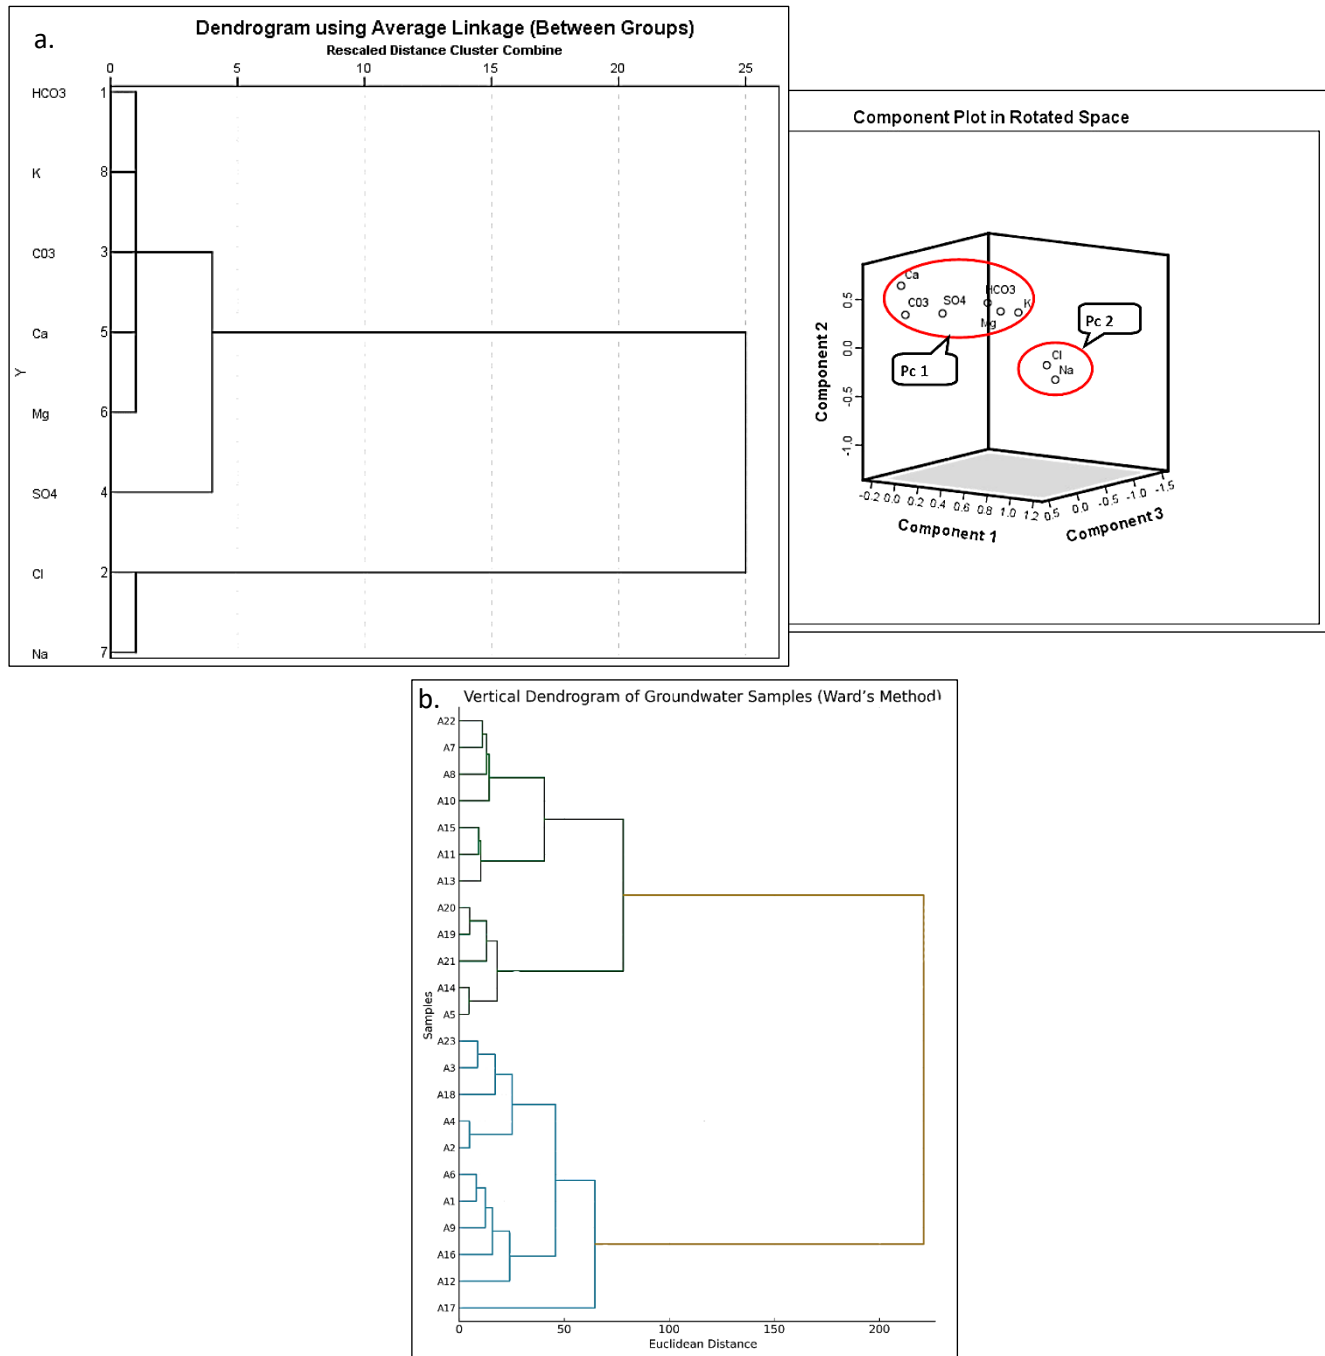 a.
Dendrogram using Average Linkage (Between Groups)
Rescaled Distance Cluster Combine
0 5 10 15 20 25
HCO3 1
K 8
C03 3
Ca 5
Y
Mg 6
SO4 4
Cl 2
Na 7
Component Plot in Rotated Space
Ca
C03 SO4 HCO3
Mg K
Pc 1
Pc 2
Cl
Na
Component 2
0.5
0.0
-0.5
-1.0
-0.2 0.0 0.2 0.4 0.6 0.8 1.0 1.2
Component 1
0.5 0.0 -0.5 -1.0 -1.5
Component 3
b.
Vertical Dendrogram of Groundwater Samples (Ward's Method)
A22
A7
A8
A10
A15
A11
A13
A20
A19
A21
A14
A5
Samples
A23
A3
A18
A4
A2
A6
A1
A9
A16
A12
A17
0 50 100 150 200
Euclidean Distance